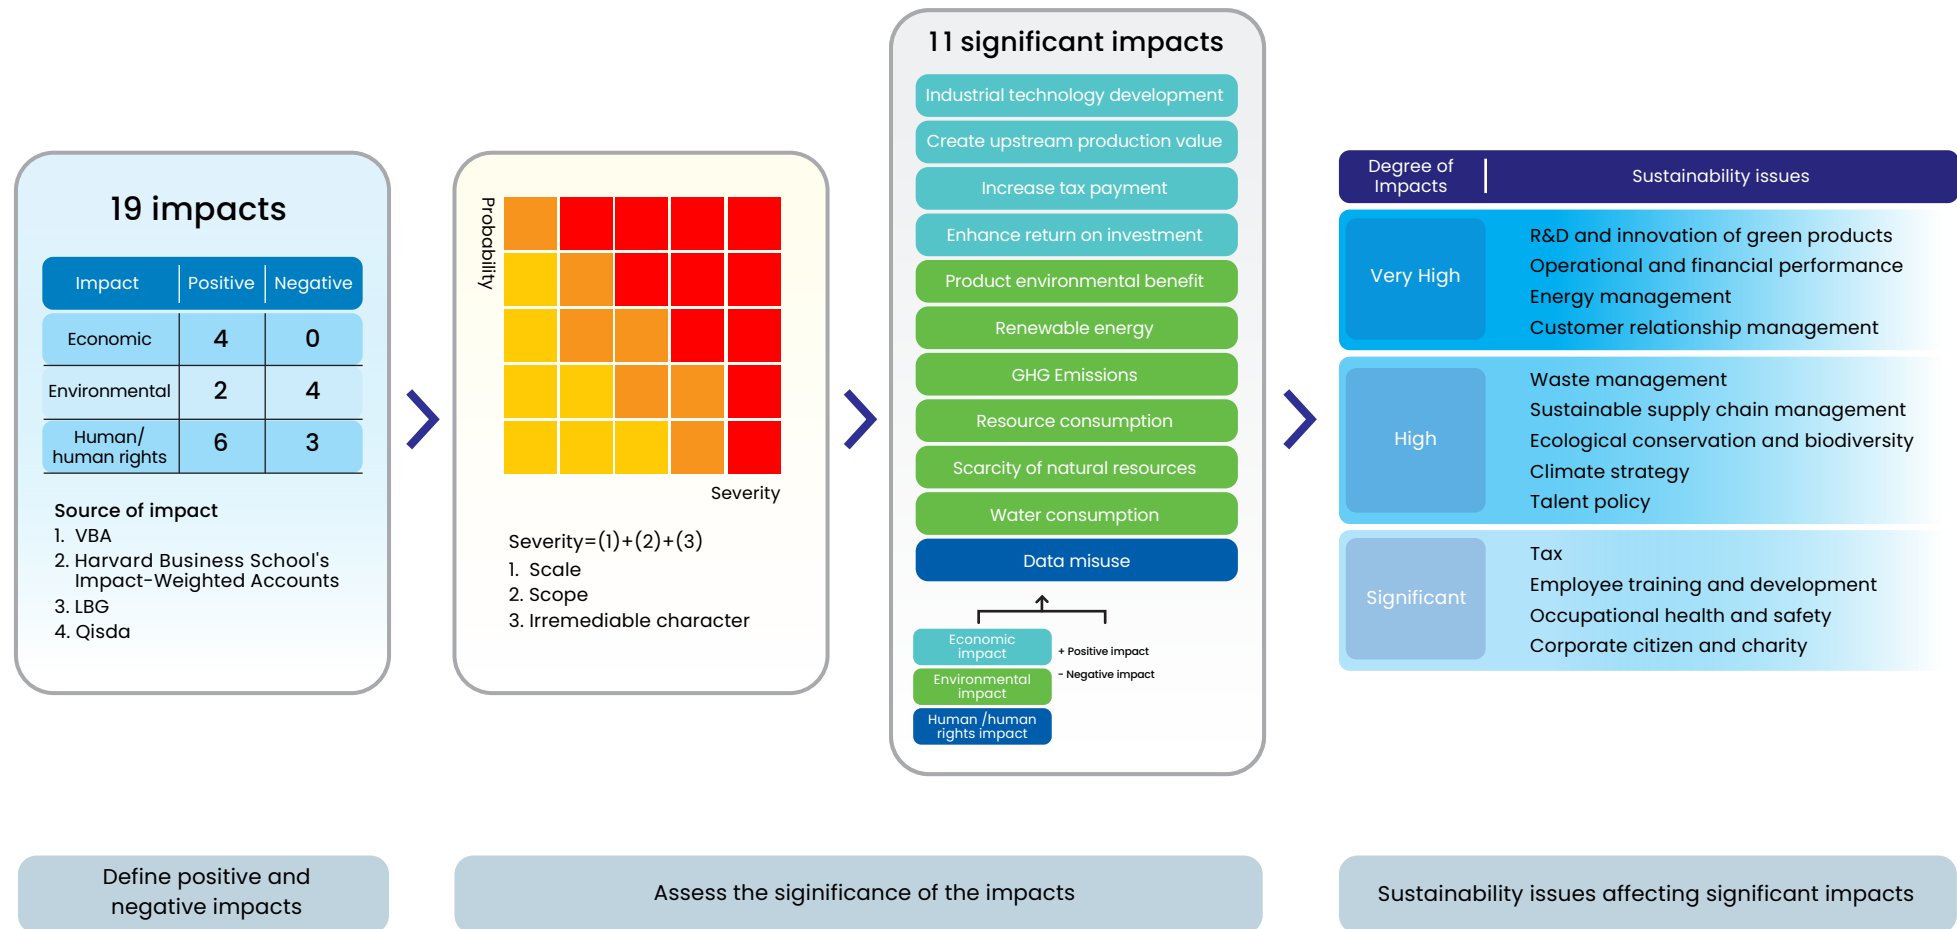 19 impacts
Impact Positive Negative
Economic 4 0
Environmental 2 4
Human/
human rights 6 3
Source of impact
1. VBA
2. Harvard Business School's
Impact-Weighted Accounts
3. LBG
4. Qisda
Probability
Severity
Severity=(1)+(2)+(3)
1. Scale
2. Scope
3. Irremediable character
11 significant impacts
Industrial technology development
Create upstream production value
Increase tax payment
Enhance return on investment
Product environmental benefit
Renewable energy
GHG Emissions
Resource consumption
Scarcity of natural resources
Water consumption
Data misuse
Economic
impact
Environmental
impact
Human /human
rights impact
+ Positive impact
- Negative impact
Degree of
Impacts
Sustainability issues
Very High
R&D and innovation of green products
Operational and financial performance
Energy management
Customer relationship management
High
Waste management
Sustainable supply chain management
Ecological conservation and biodiversity
Climate strategy
Talent policy
Significant
Tax
Employee training and development
Occupational health and safety
Corporate citizen and charity
Define positive and
negative impacts
Assess the siginificance of the impacts
Sustainability issues affecting significant impacts